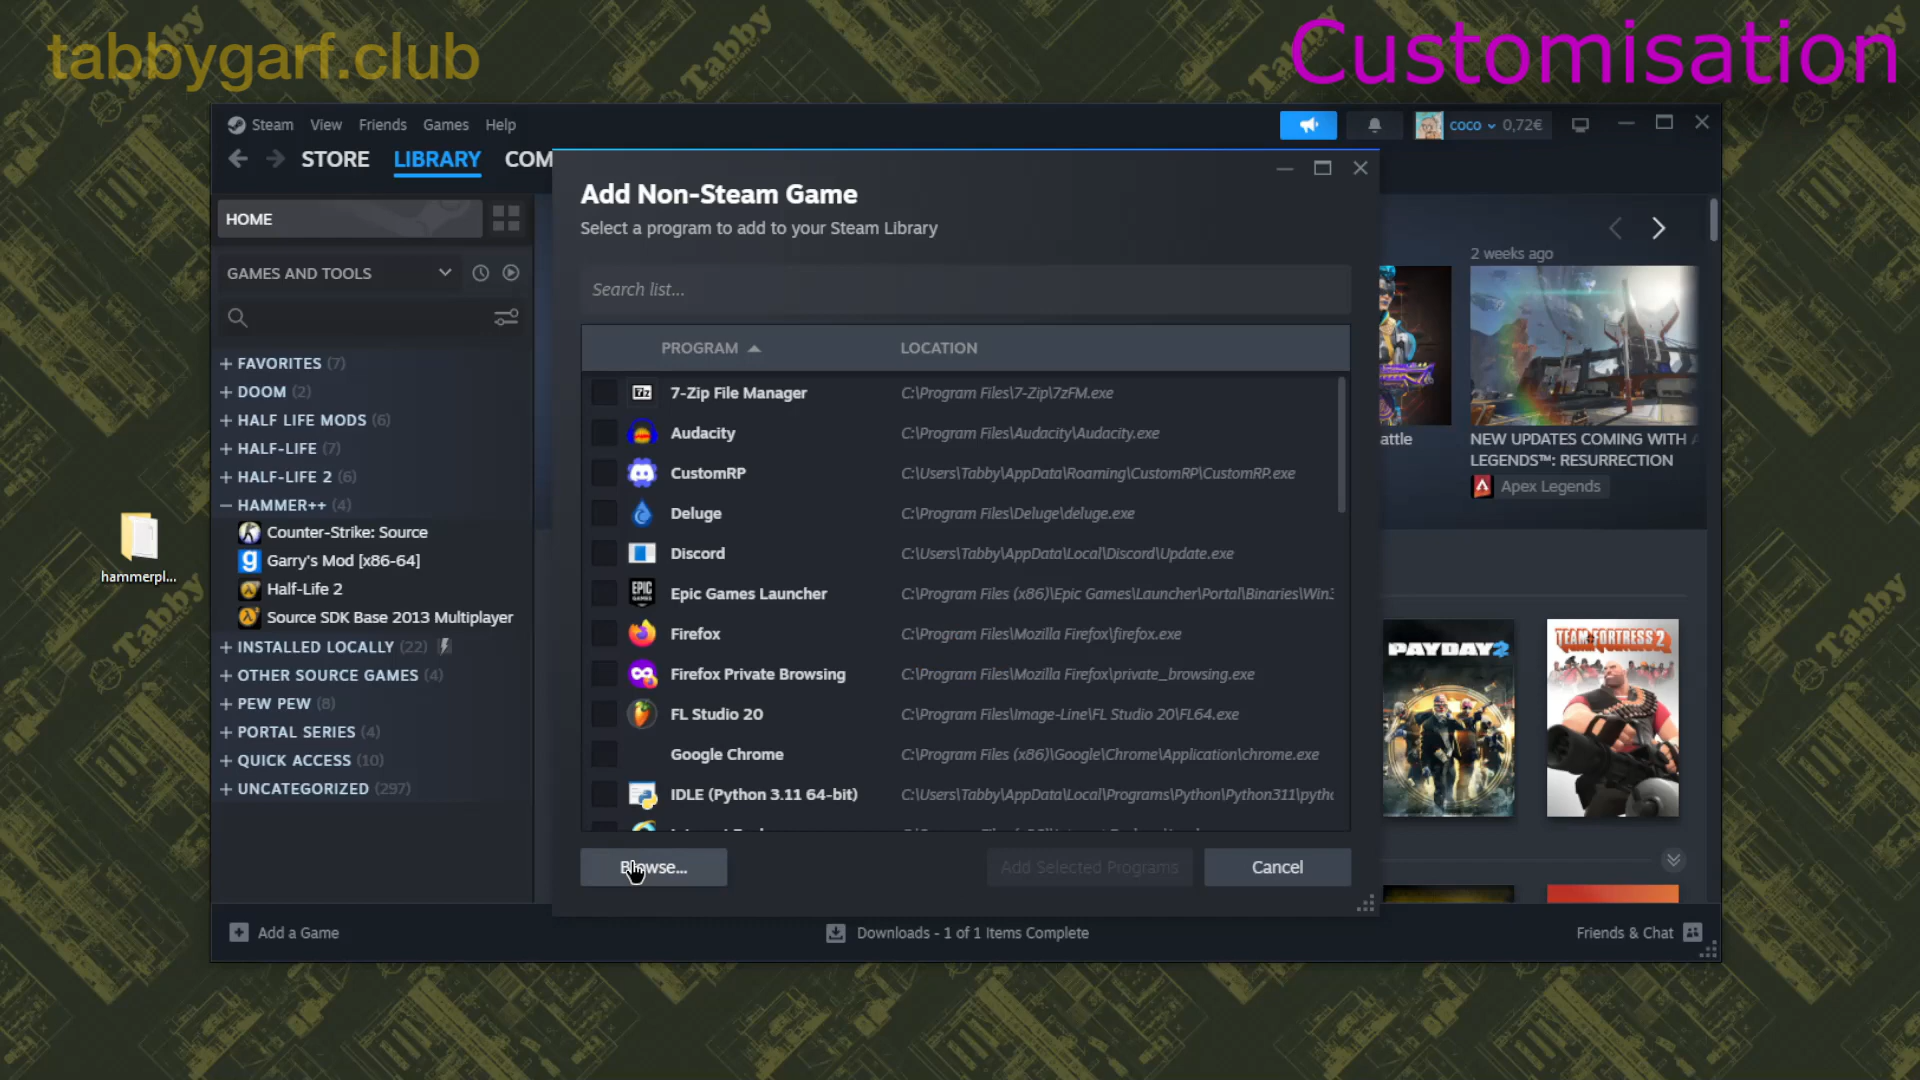 tabbygarf.club
Customisation
Steam View Friends Games Help
coco 0,72€
STORE LIBRARY COM
Add Non-Steam Game
Select a program to add to your Steam Library
Search list...
PROGRAM LOCATION
7-Zip File Manager C:\Program Files\7-Zip\7zFM.exe
Audacity C:\Program Files\Audacity\Audacity.exe
CustomRP C:\Users\Tabby\AppData\Roaming\CustomRP\CustomRP.exe
Deluge C:\Program Files\Deluge\deluge.exe
Discord C:\Users\Tabby\AppData\Local\Discord\Update.exe
Epic Games Launcher C:\Program Files (x86)\Epic Games\Launcher\Portal\Binaries\Win3
Firefox C:\Program Files\Mozilla Firefox\firefox.exe
Firefox Private Browsing C:\Program Files\Mozilla Firefox\private_browsing.exe
FL Studio 20 C:\Program Files\Image-Line\FL Studio 20\FL64.exe
Google Chrome C:\Program Files (x86)\Google\Chrome\Application\chrome.exe
IDLE (Python 3.11 64-bit) C:\Users\Tabby\AppData\Local\Programs\Python\Python311\pytho
Browse... Add Selected Programs Cancel
HOME
GAMES AND TOOLS
FAVORITES (7)
DOOM (2)
HALF LIFE MODS (6)
HALF-LIFE (7)
HALF-LIFE 2 (6)
HAMMER++ (4)
Counter-Strike: Source
Garry's Mod [x86-64]
Half-Life 2
Source SDK Base 2013 Multiplayer
INSTALLED LOCALLY (22)
OTHER SOURCE GAMES (4)
PEW PEW (8)
PORTAL SERIES (4)
QUICK ACCESS (10)
UNCATEGORIZED (297)
hammerpl...
2 weeks ago
attle
NEW UPDATES COMING WITH A
LEGENDS™: RESURRECTION
Apex Legends
PAYDAY 2
TEAM FORTRESS 2
Add a Game
Downloads - 1 of 1 Items Complete
Friends & Chat